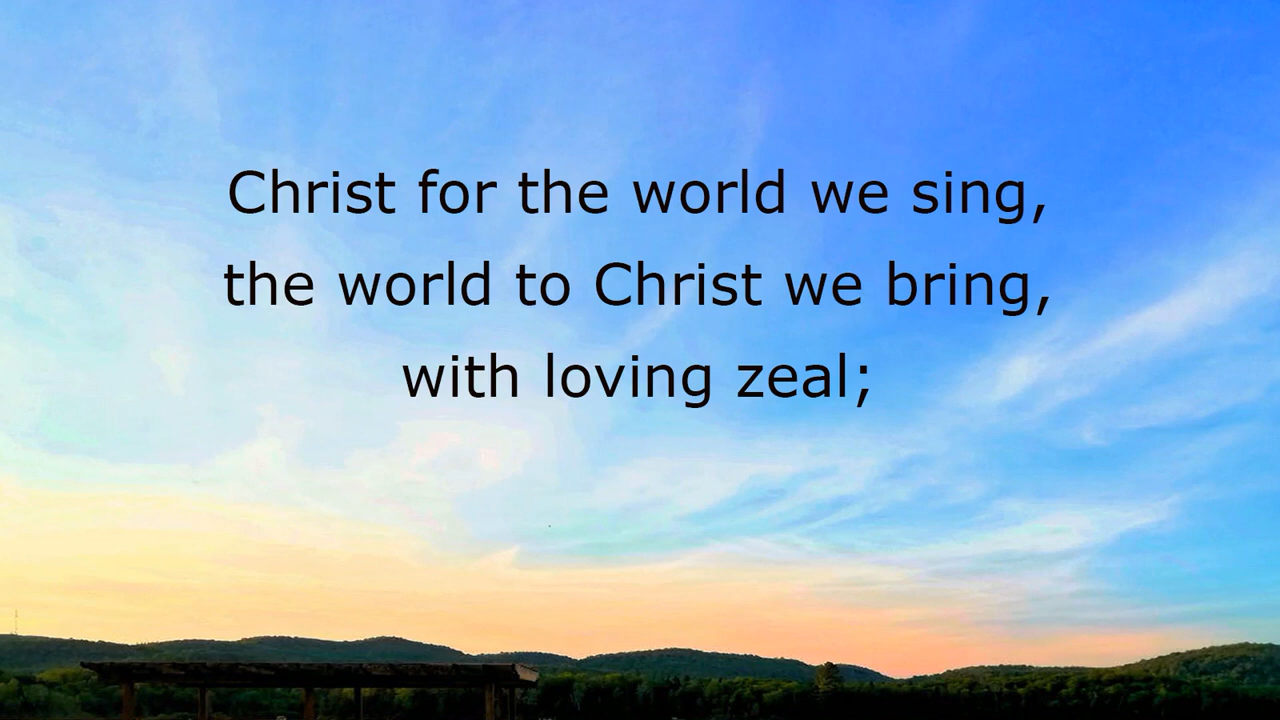 Christ for the world we sing,
the world to Christ we bring,
with loving zeal;